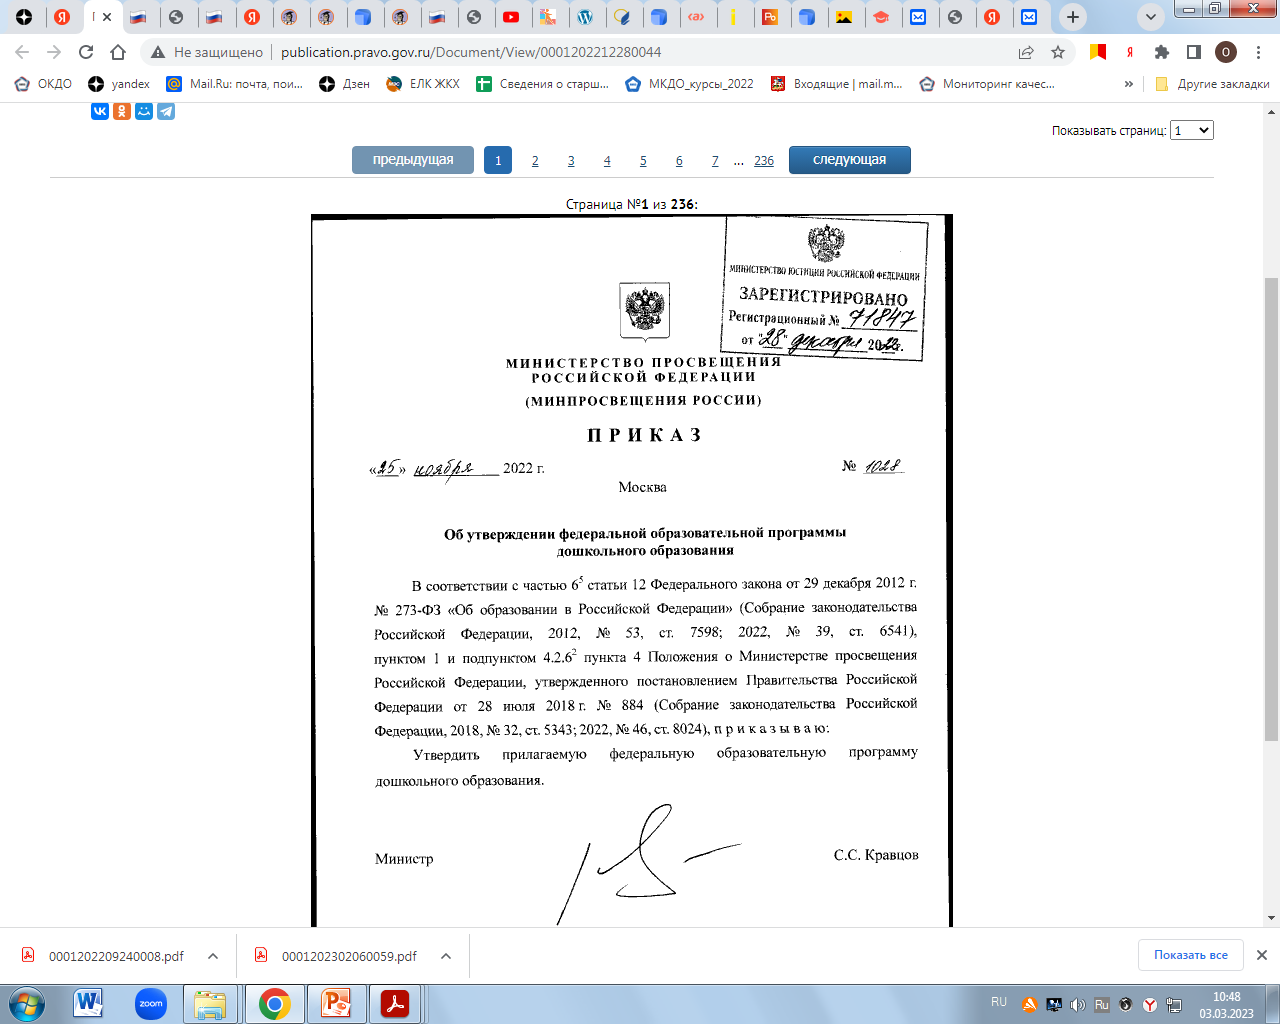 Не защищено
publication.pravo.gov.ru/Document/View/0001202212280044
ОКДО
yandex
Mail.Ru: почта, пои...
Дзен
ЕЛК ЖКХ
Сведения о старш...
МКДО_курсы_2022
Входящие | mail.m...
Мониторинг качес...
»
Другие закладки
Показывать страниц: 1
предыдущая 1 2 3 4 5 6 7 ... 236 следующая
Страница №1 из 236:
МИНИСТЕРСТВО ЮСТИЦИИ РОССИЙСКОЙ ФЕДЕРАЦИИ
ЗАРЕГИСТРИРОВАНО
Регистрационный № 71847
от "28" декабря 2022 г.
МИНИСТЕРСТВО ПРОСВЕЩЕНИЯ
РОССИЙСКОЙ ФЕДЕРАЦИИ
(МИНПРОСВЕЩЕНИЯ РОССИИ)
ПРИКАЗ
«25» ноября 2022 г.
№ 1028
Москва
Об утверждении федеральной образовательной программы
дошкольного образования
В соответствии с частью 6⁵ статьи 12 Федерального закона от 29 декабря 2012 г.
№ 273-ФЗ «Об образовании в Российской Федерации» (Собрание законодательства
Российской Федерации, 2012, № 53, ст. 7598; 2022, № 39, ст. 6541),
пунктом 1 и подпунктом 4.2.6² пункта 4 Положения о Министерстве просвещения
Российской Федерации, утвержденного постановлением Правительства Российской
Федерации от 28 июля 2018 г. № 884 (Собрание законодательства Российской
Федерации, 2018, № 32, ст. 5343; 2022, № 46, ст. 8024), п р и к а з ы в а ю:
Утвердить прилагаемую федеральную образовательную программу
дошкольного образования.
Министр
С.С. Кравцов
0001202209240008.pdf
0001202302060059.pdf
Показать все
zoom
RU
Ru
10:48
03.03.2023